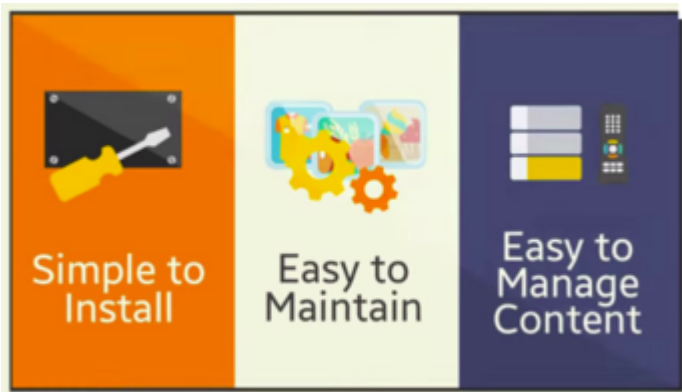 Simple to
Install
Easy to
Maintain
Easy to
Manage
Content